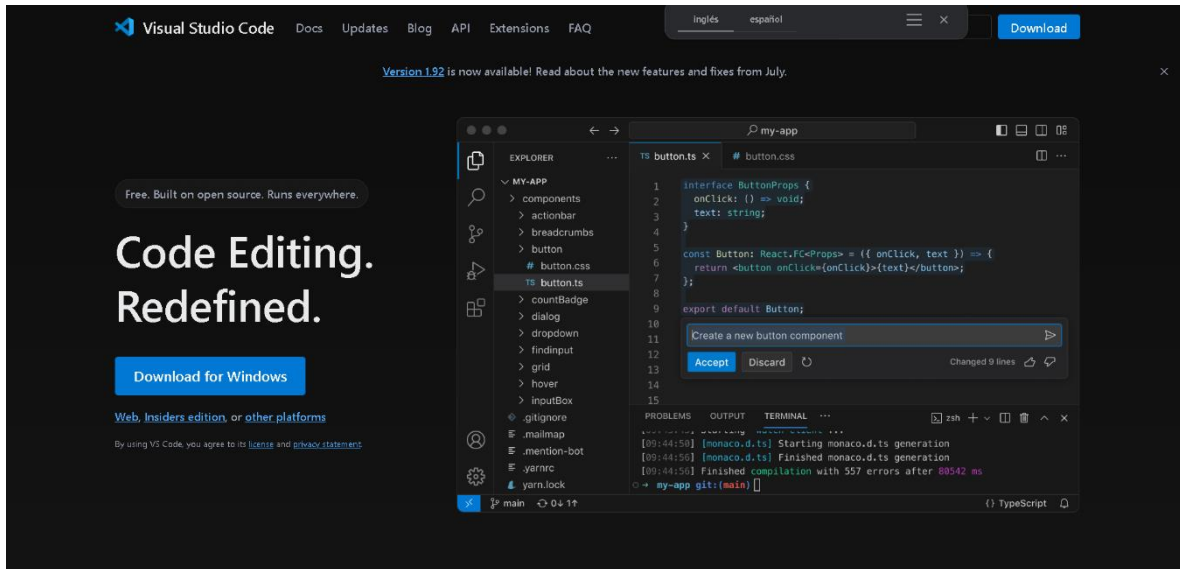 Visual Studio Code Docs Updates Blog API Extensions FAQ inglés español Download
Version 1.92 is now available! Read about the new features and fixes from July.
Free. Built on open source. Runs everywhere.
Code Editing.
Redefined.
Download for Windows
Web, Insiders edition, or other platforms
By using VS Code, you agree to its license and privacy statement.
my-app
EXPLORER
MY-APP
components
actionbar
breadcrumbs
button
# button.css
TS button.ts
countBadge
dialog
dropdown
findinput
grid
hover
inputBox
.gitignore
.mailmap
.mention-bot
.yarnrc
yarn.lock
TS button.ts # button.css
1 interface ButtonProps {
2 onClick: () => void;
3 text: string;
4 }
5
6 const Button: React.FC<Props> = ({ onClick, text }) => {
7 return <button onClick={onClick}>{text}</button>;
8 };
9 export default Button;
10
11 Create a new button component
12
13 Accept Discard Changed 9 lines
14
15
PROBLEMS OUTPUT TERMINAL ... zsh
[09:44:50] [monaco.d.ts] Starting monaco.d.ts generation
[09:44:56] [monaco.d.ts] Finished monaco.d.ts generation
[09:44:56] Finished compilation with 557 errors after 80542 ms
my-app git:(main)
main 0↓ 1↑ {} TypeScript